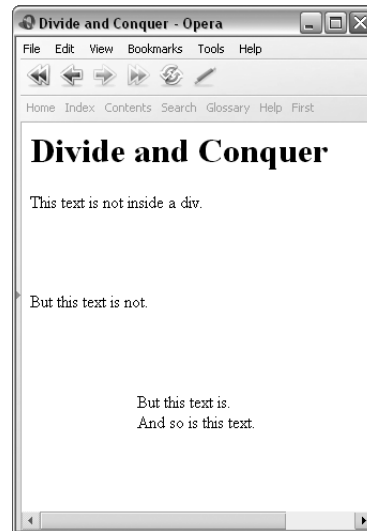 Divide and Conquer - Opera
File Edit View Bookmarks Tools Help
Home Index Contents Search Glossary Help First
Divide and Conquer
This text is not inside a div.
But this text is not.
But this text is.
And so is this text.